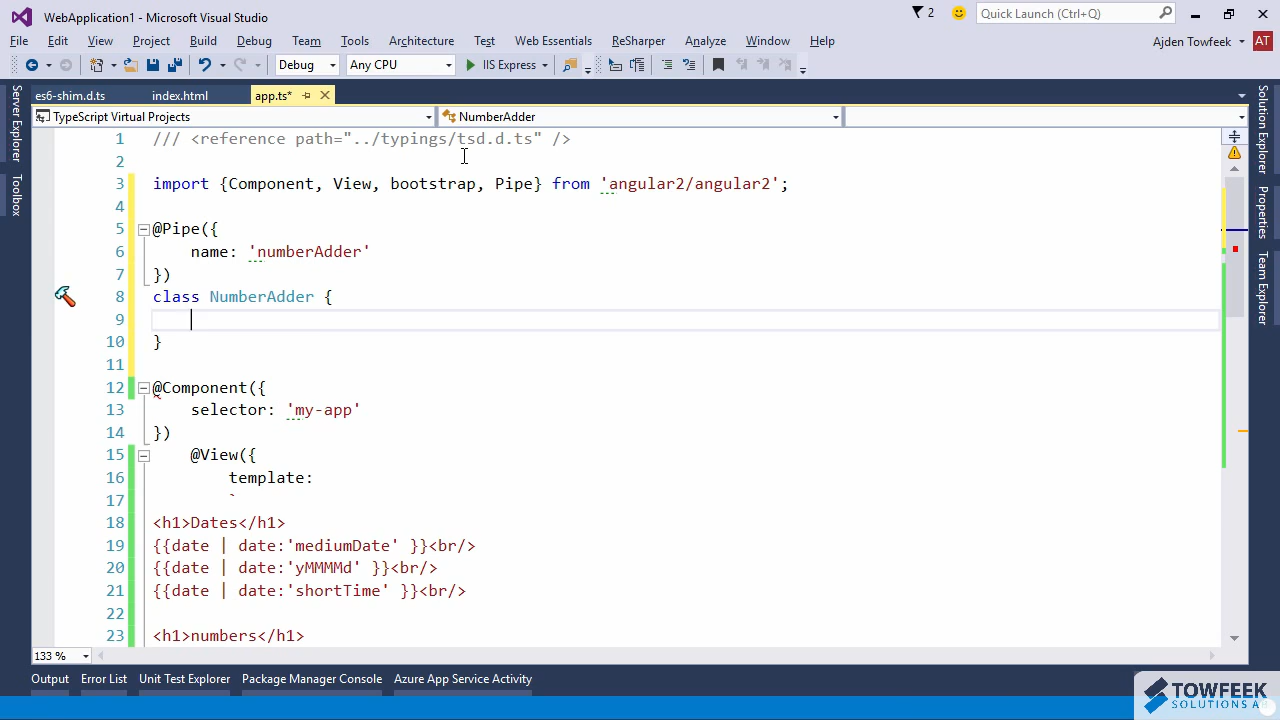 WebApplication1 - Microsoft Visual Studio
2
Quick Launch (Ctrl+Q)
File Edit View Project Build Debug Team Tools Architecture Test Web Essentials ReSharper Analyze Window Help
Ajden Towfeek AT
Debug Any CPU IIS Express
es6-shim.d.ts index.html app.ts*
TypeScript Virtual Projects NumberAdder
Server Explorer
Toolbox
Solution Explorer
Properties
Team Explorer
1 /// <reference path="../typings/tsd.d.ts" />
2
3 import {Component, View, bootstrap, Pipe} from 'angular2/angular2';
4
5 @Pipe({
6 name: 'numberAdder'
7 })
8 class NumberAdder {
9
10 }
11
12 @Component({
13 selector: 'my-app'
14 })
15 @View({
16 template:
17 `
18 <h1>Dates</h1>
19 {{date | date:'mediumDate' }}<br/>
20 {{date | date:'yMMMMd' }}<br/>
21 {{date | date:'shortTime' }}<br/>
22
23 <h1>numbers</h1>
133 %
Output Error List Unit Test Explorer Package Manager Console Azure App Service Activity
TOWFEEK
SOLUTIONS A